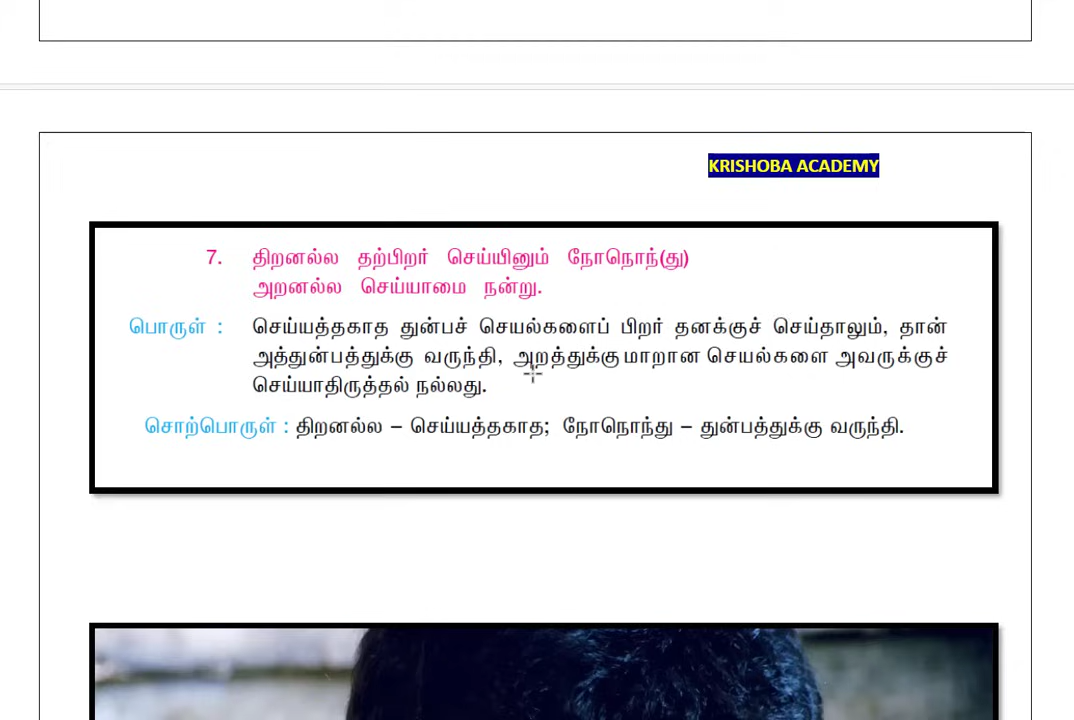 KRISHOBA ACADEMY
7. திறனல்ல தற்பிறர் செய்யினும் நோநொந்(து)
அறனல்ல செய்யாமை நன்று.
பொருள் : செய்யத்தகாத துன்பச் செயல்களைப் பிறர் தனக்குச் செய்தாலும், தான்
அத்துன்பத்துக்கு வருந்தி, அறத்துக்கு மாறான செயல்களை அவருக்குச்
செய்யாதிருத்தல் நல்லது.
சொற்பொருள் : திறனல்ல – செய்யத்தகாத; நோநொந்து – துன்பத்துக்கு வருந்தி.